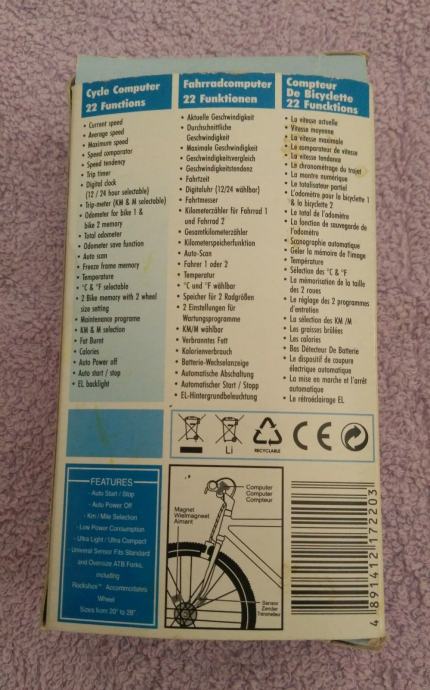 Cycle Computer
22 Functions
• Current speed
• Average speed
• Maximum speed
• Speed comparator
• Speed tendency
• Trip timer
• Digital clock
(12 / 24 hour selectable)
• Trip-meter (KM & M selectable)
• Odometer for bike 1 &
bike 2 memory
• Total odometer
• Odometer save function
• Auto scan
• Freeze frame memory
• Temperature
• °C & °F selectable
• 2 Bike memory with 2 wheel
size setting
• Maintenance programe
• KM & M selection
• Fat Burnt
• Calories
• Auto Power off
• Auto start / stop
• EL backlight
Fahrradcomputer
22 Funktionen
• Aktuelle Geschwindigkeit
• Durchschnittliche
Geschwindigkeit
• Maximale Geschwindigkeit
• Geschwindigkeitvergleich
• Geschwindigkeitstendenz
• Fahrtzeit
• Digitaluhr (12/24 wählbar)
• Fahrtmesser
• Kilometerzähler für Fahrrad 1
und Fahrrad 2
• Gesamtkilometerzähler
• Kilometerspeicherfunktion
• Auto-Scan
• Fahrer 1 oder 2
• Temperatur
°C und °F wählbar
• Speicher für 2 Radgrößen
• 2 Einstellungen für
Wartungsprogramme
• KM/M wählbar
• Verbranntes Fett
• Kalorienverbrauch
• Batterie-Wechselanzeige
• Automatische Abschaltung
• Automatischer Start / Stopp
• EL-Hintergrundbeleuchtung
Compteur
De Bicyclette
22 Funcktions
• La vitesse actuelle
• Vitesse moyenne
• La vitesse maximale
• Le comparateur de vitesse
• La vitesse tendance
• Le chronométrage du trajet
• La montre numérique
• Le totalisateur partiel
• L'odomètre pour la bicyclette 1
& la bicyclette 2
• Le total de l'odomètre
• La fonction de sauvegarde de
l'odomètre
• Scanographie automatique
• Geler la mémoire de l'image
• Température
• Sélection des °C & °F
• La mémorisation de la taille
des 2 roues
• Le réglage des 2 programmes
d'entretien
• La sélection des KM /M
• Les graisses brûlées
• Les calories
• Bas Détecteur De Batterie
• Le dispositif de coupure
électrique automatique
• La mise en marche et l'arrêt
automatique
• Le rétroéclairage EL
Li
RECYCLABLE
CE
FEATURES
- Auto Start / Stop
- Auto Power Off
- Km / Mile Selection
- Low Power Consumption
- Ultra Light / Ultra Compact
- Univeral Sensor Fits Standard
and Oversize ATB Forks,
including
Rockshox™ Accommodates
Wheel
Sizes from 20" to 28"
Computer
Computer
Compteur
Magnet
Wielmagneet
Aimant
Sensor
Zender
4 891412 172203